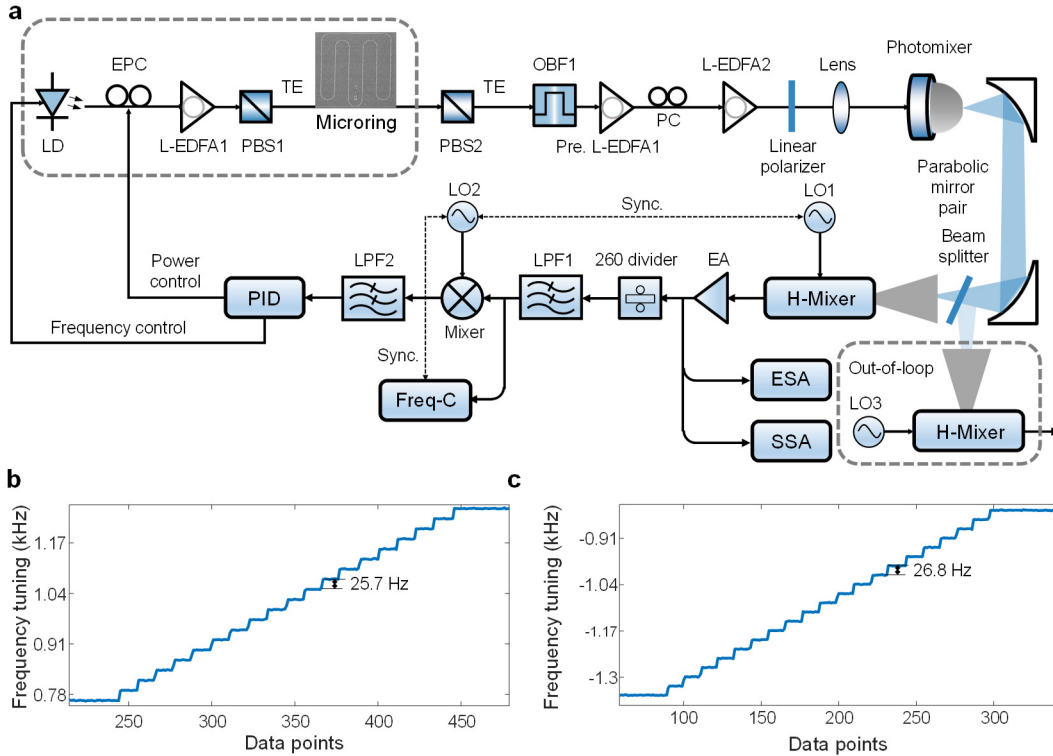 a
EPC
LD
L-EDFA1
PBS1
TE
Microring
TE
PBS2
OBF1
Pre. L-EDFA1
PC
L-EDFA2
Linear
polarizer
Lens
Photomixer
Parabolic
mirror
pair
Beam
splitter
LO2
Sync.
LO1
Power
control
LPF2
LPF1
260 divider
EA
PID
H-Mixer
Frequency control
Mixer
Sync.
Freq-C
ESA
SSA
Out-of-loop
LO3
H-Mixer
b
Frequency tuning (kHz)
1.17
1.04
0.91
0.78
25.7 Hz
250
300
350
400
450
Data points
c
Frequency tuning (kHz)
-0.91
-1.04
-1.17
-1.3
26.8 Hz
100
200
300
Data points